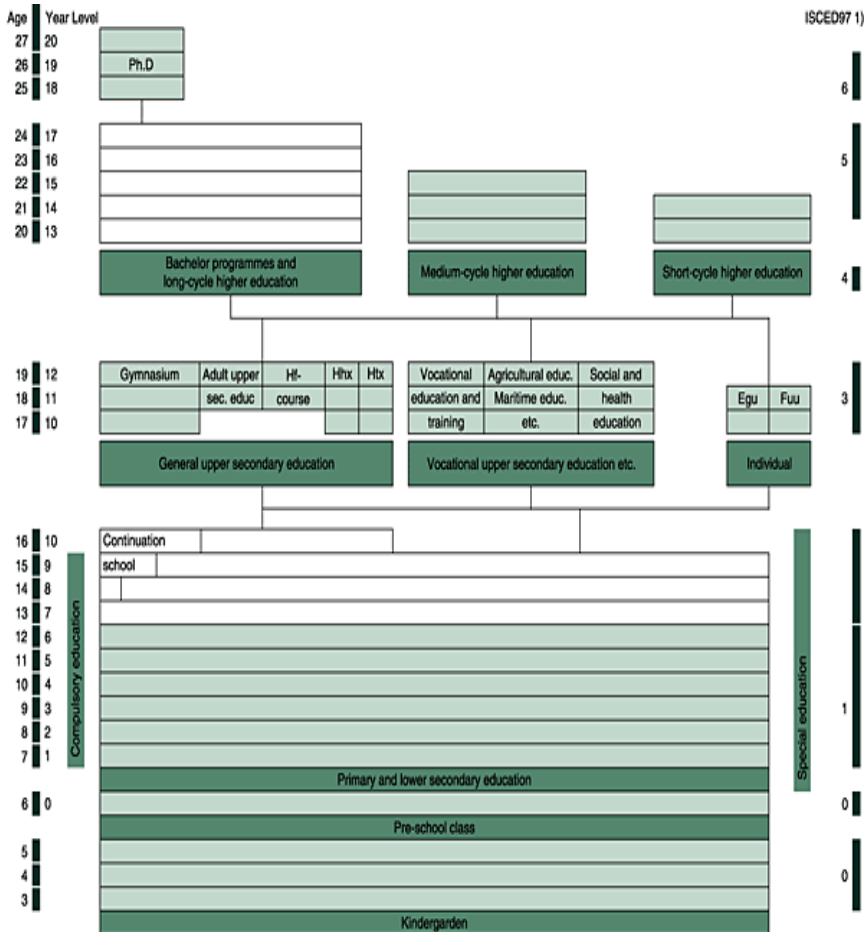 Age Year Level ISCED97 1)
27 20
26 19 Ph.D
25 18 6
24 17
23 16 5
22 15
21 14
20 13
Bachelor programmes and
long-cycle higher education
Medium-cycle higher education
Short-cycle higher education
4
19 12 Gymnasium Adult upper Hf- Hhx Htx Vocational Agricultural educ. Social and
18 11 sec. educ course education and Maritime educ. health Egu Fuu 3
17 10 training etc. education
General upper secondary education
Vocational upper secondary education etc.
Individual
16 10 Continuation
15 9 school
14 8
13 7
12 6
11 5
10 4
9 3 1
8 2
7 1
Compulsory education
Special education
Primary and lower secondary education
6 0 0
Pre-school class
5
4 0
3
Kindergarden